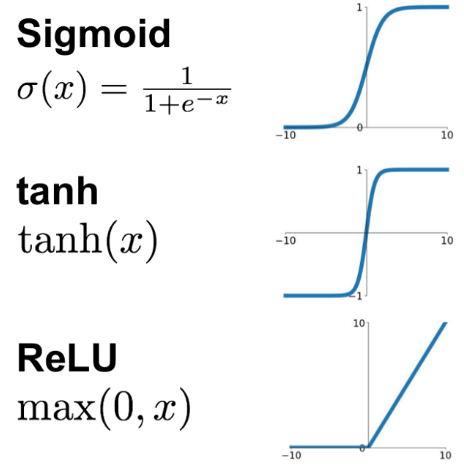 Sigmoid
σ(x) = 1/(1+e^{-x})
1
0
-10
10
tanh
tanh(x)
1
-10
10
-1
ReLU
max(0, x)
10
0
-10
10